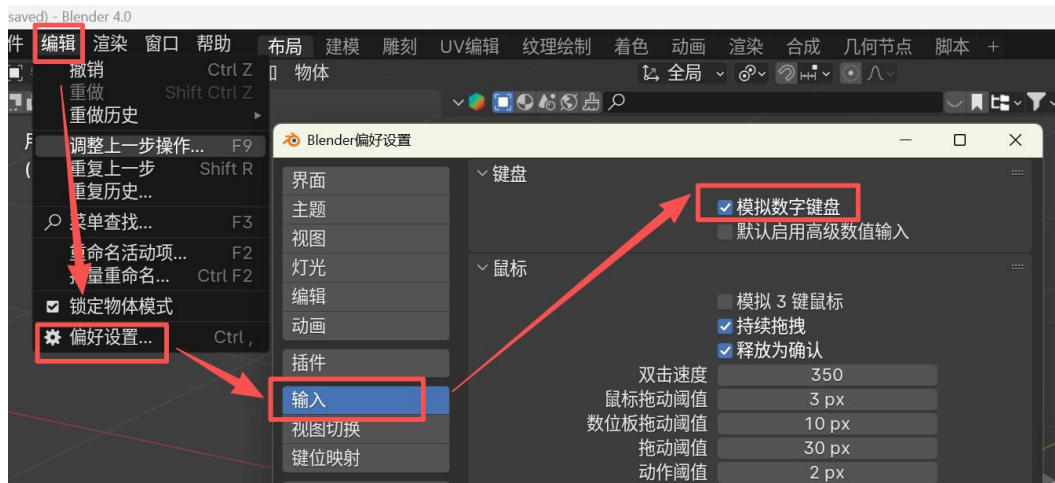 saved) - Blender 4.0
件 编辑 渲染 窗口 帮助 布局 建模 雕刻 UV编辑 纹理绘制 着色 动画 渲染 合成 几何节点 脚本 +
撤销 Ctrl Z
物体 全局
重做 Shift Ctrl Z
重做历史
调整上一步操作... F9
重复上一步 Shift R
重复历史...
菜单查找... F3
重命名活动项... F2
量重命名... Ctrl F2
锁定物体模式
偏好设置... Ctrl ,
Blender偏好设置
界面
主题
视图
灯光
编辑
动画
插件
输入
视图切换
键位映射
键盘
模拟数字键盘
默认启用高级数值输入
鼠标
模拟 3 键鼠标
持续拖拽
释放为确认
双击速度 350
鼠标拖动阈值 3 px
数位板拖动阈值 10 px
拖动阈值 30 px
动作阈值 2 px